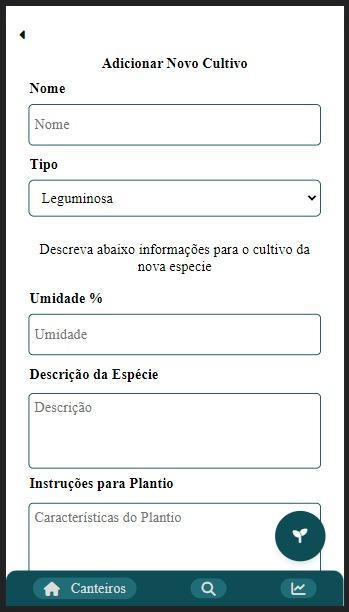 Adicionar Novo Cultivo
Nome
Nome
Tipo
Leguminosa
Descreva abaixo informações para o cultivo da
nova especie
Umidade %
Umidade
Descrição da Espécie
Descrição
Instruções para Plantio
Características do Plantio
Canteiros